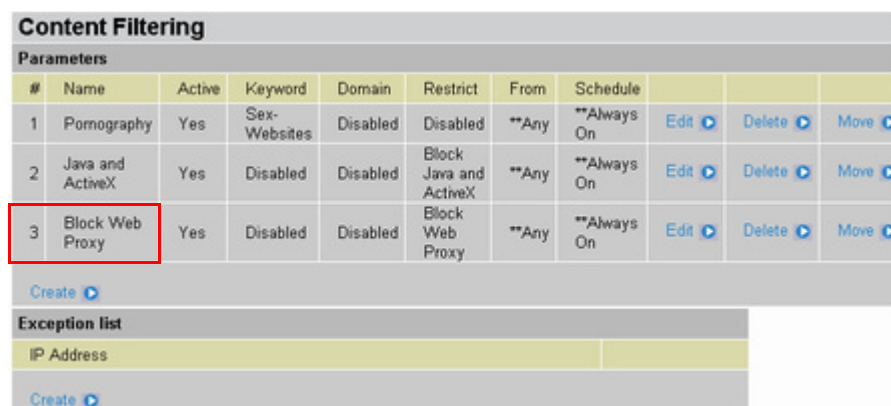 Content Filtering
Parameters
# Name Active Keyword Domain Restrict From Schedule
1 Pornography Yes Sex-Websites Disabled Disabled **Any **Always On Edit Delete Move
2 Java and ActiveX Yes Disabled Disabled Block Java and ActiveX **Any **Always On Edit Delete Move
3 Block Web Proxy Yes Disabled Disabled Block Web Proxy **Any **Always On Edit Delete Move
Create
Exception list
IP Address
Create